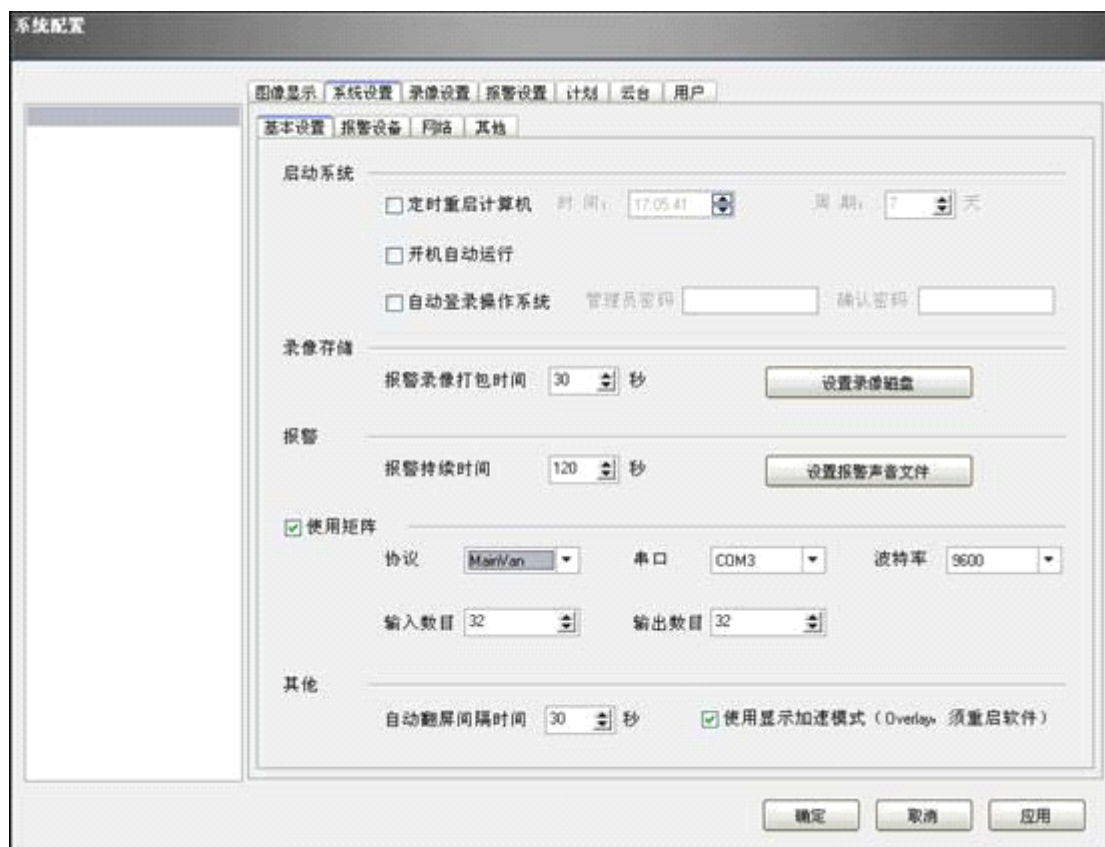 系统配置
图像显示 系统设置 录像设置 报警设置 计划 云台 用户
基本设置 报警设备 网络 其他
启动系统
定时重启计算机 时间: 17:05:41 周期: 7 天
开机自动运行
自动登录操作系统 管理员密码 确认密码
录像存储
报警录像打包时间 30 秒 设置录像磁盘
报警
报警持续时间 120 秒 设置报警声音文件
使用矩阵
协议 MainVan 串口 COM3 波特率 9600
输入数目 32 输出数目 32
其他
自动翻屏间隔时间 30 秒 使用显示加速模式(Overlay, 须重启软件)
确定 取消 应用